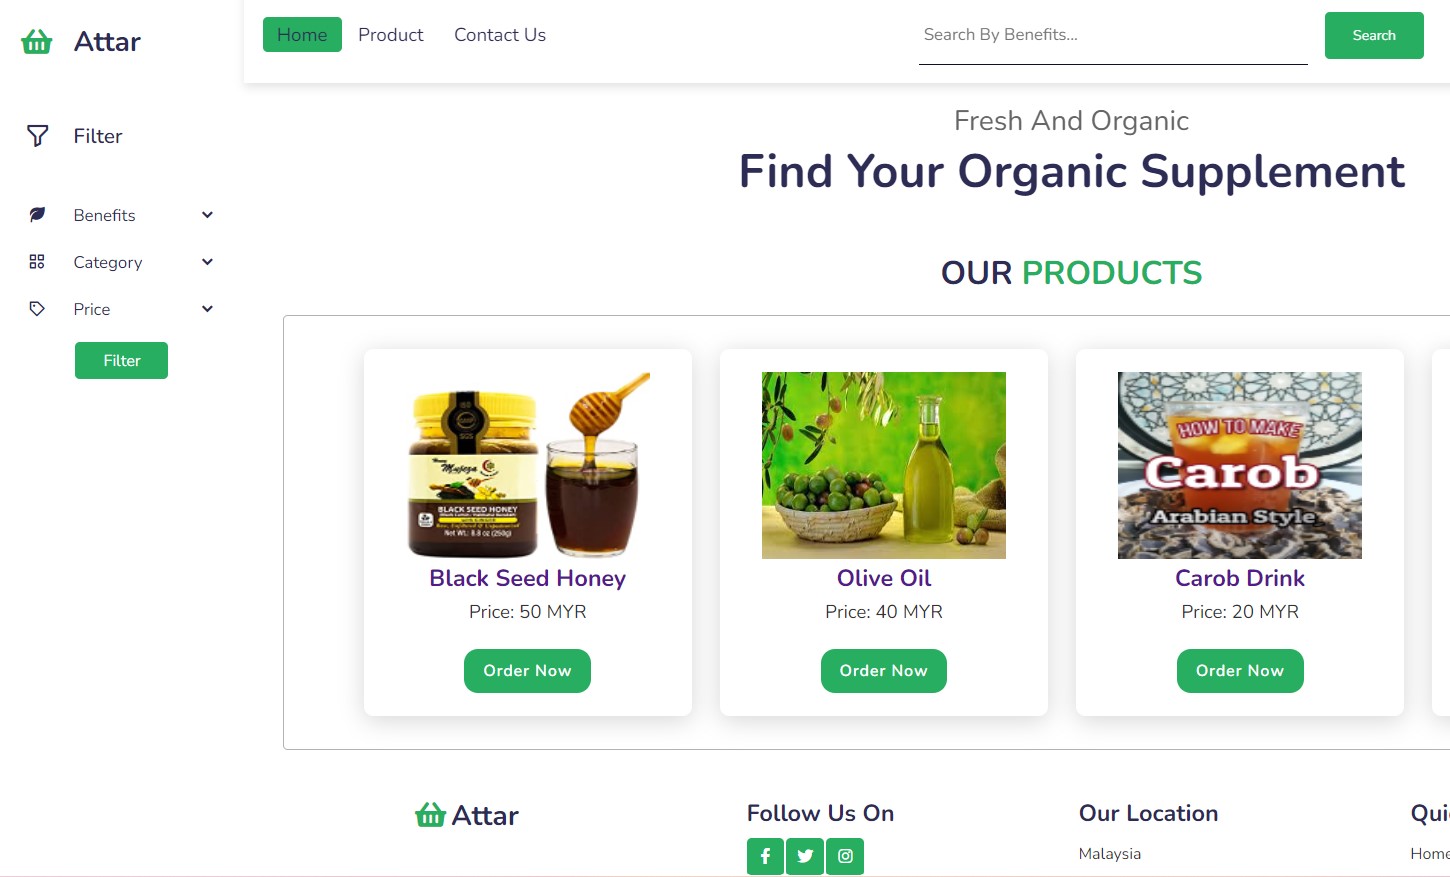 Attar
Home Product Contact Us
Search By Benefits...
Search
Filter
Benefits
Category
Price
Filter
Fresh And Organic
Find Your Organic Supplement
OUR PRODUCTS
Mujeza
BLACK SEED HONEY
Net WT: 8.8 oz (250g)
Black Seed Honey
Price: 50 MYR
Order Now
Olive Oil
Price: 40 MYR
Order Now
HOW TO MAKE
Carob
Arabian Style
Carob Drink
Price: 20 MYR
Order Now
Attar
Follow Us On
Our Location
Malaysia
Qui
Home